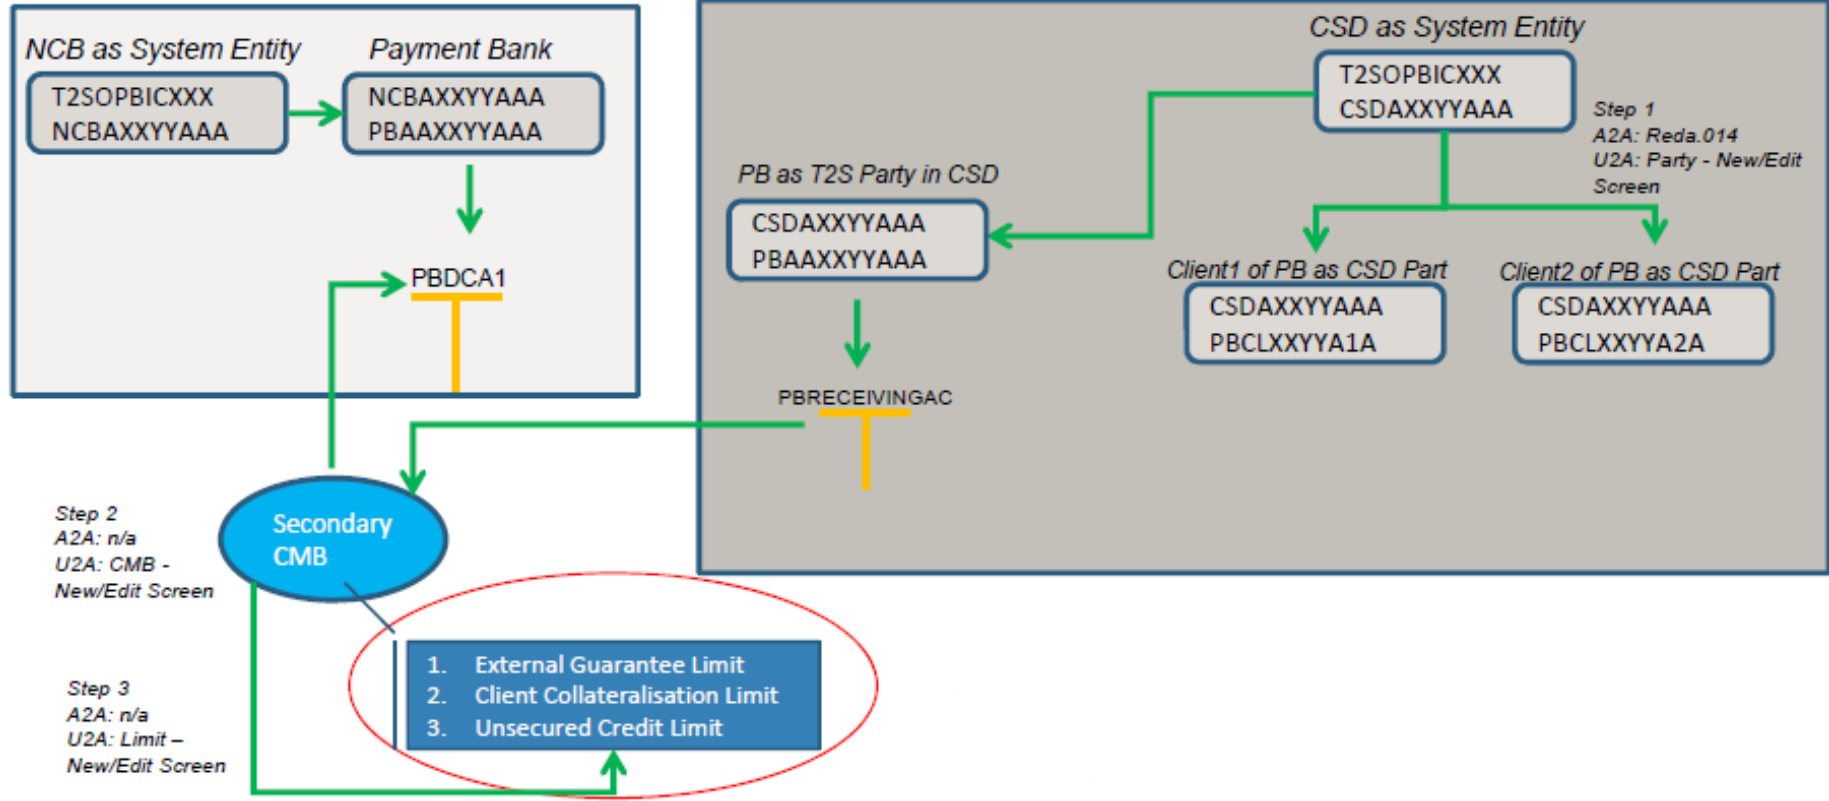 NCB as System Entity
T2SOPBICXXX
NCBAXXYYAAA
Payment Bank
NCBAXXYYAAA
PBAAXXYYAAA
PBDCA1
CSD as System Entity
T2SOPBICXXX
CSDAXXYYAAA
Step 1
A2A: Reda.014
U2A: Party - New/Edit
Screen
PB as T2S Party in CSD
CSDAXXYYAAA
PBAAXXYYAAA
Client1 of PB as CSD Part
CSDAXXYYAAA
PBCLXXYYA1A
Client2 of PB as CSD Part
CSDAXXYYAAA
PBCLXXYYA2A
PBRECEIVINGAC
Step 2
A2A: n/a
U2A: CMB -
New/Edit Screen
Secondary
CMB
Step 3
A2A: n/a
U2A: Limit –
New/Edit Screen
1. External Guarantee Limit
2. Client Collateralisation Limit
3. Unsecured Credit Limit